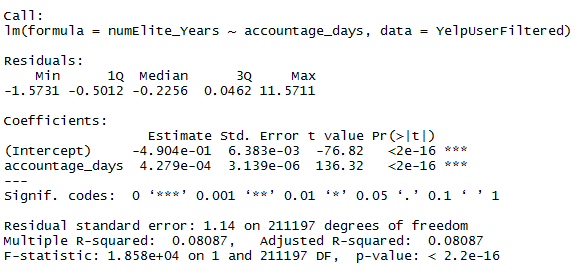 Call:
lm(formula = numElite_Years ~ accountage_days, data = YelpUserFiltered)
Residuals:
    Min      1Q  Median      3Q     Max
-1.5731 -0.5012 -0.2256  0.0462 11.5711
Coefficients:
                  Estimate Std. Error t value Pr(>|t|)
(Intercept)     -4.904e-01  6.383e-03  -76.82   <2e-16 ***
accountage_days  4.279e-04  3.139e-06  136.32   <2e-16 ***
---
Signif. codes:  0 ‘***’ 0.001 ‘**’ 0.01 ‘*’ 0.05 ‘.’ 0.1 ‘ ’ 1
Residual standard error: 1.14 on 211197 degrees of freedom
Multiple R-squared:  0.08087,	Adjusted R-squared:  0.08087
F-statistic: 1.858e+04 on 1 and 211197 DF,  p-value: < 2.2e-16